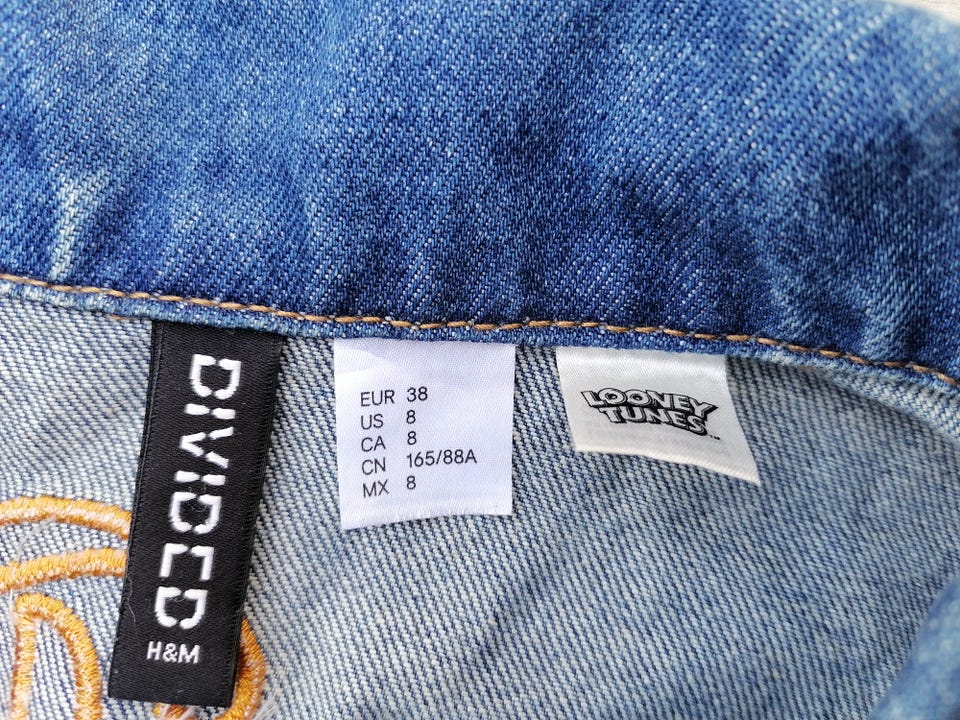 DIVIDED
H&M
EUR 38
US 8
CA 8
CN 165/88A
MX 8
LOONEY
TUNES